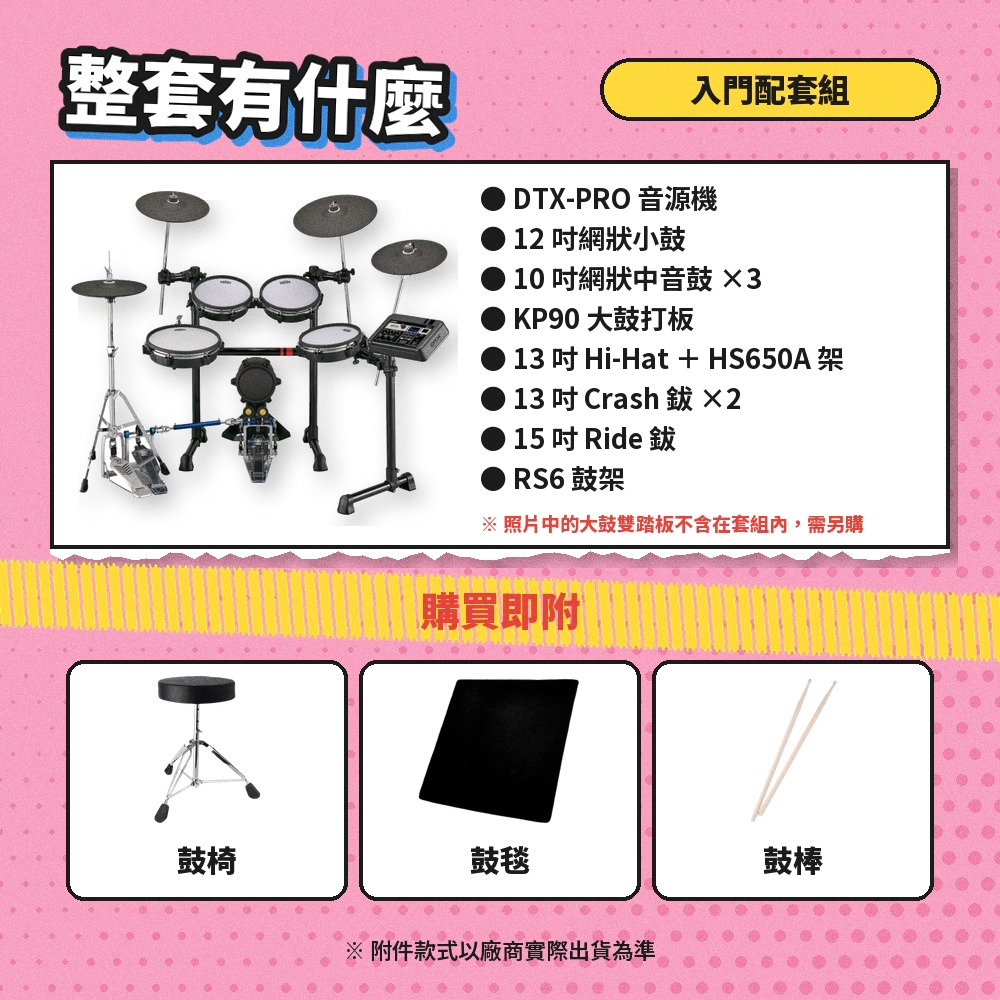 整套有什麼
入門配套組
● DTX-PRO 音源機
● 12 吋網狀小鼓
● 10 吋網狀中音鼓 ×3
● KP90 大鼓打板
● 13 吋 Hi-Hat ＋ HS650A 架
● 13 吋 Crash 鈸 ×2
● 15 吋 Ride 鈸
● RS6 鼓架
※ 照片中的大鼓雙踏板不含在套組內，需另購
購買即附
鼓椅
鼓毯
鼓棒
※ 附件款式以廠商實際出貨為準